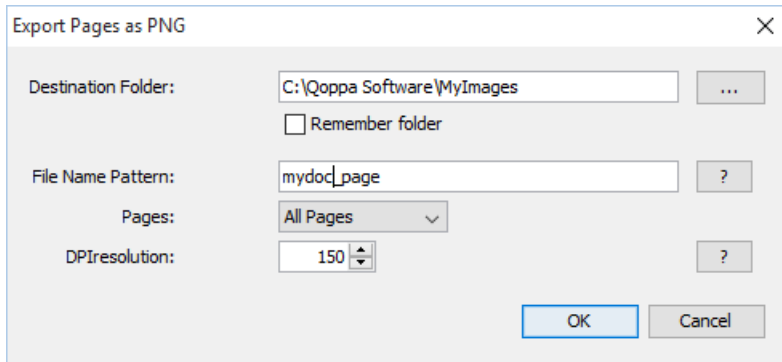 Export Pages as PNG
Destination Folder: C:\Qoppa Software\MyImages ...
Remember folder
File Name Pattern: mydoc_page ?
Pages: All Pages
DPIresolution: 150 ?
OK Cancel